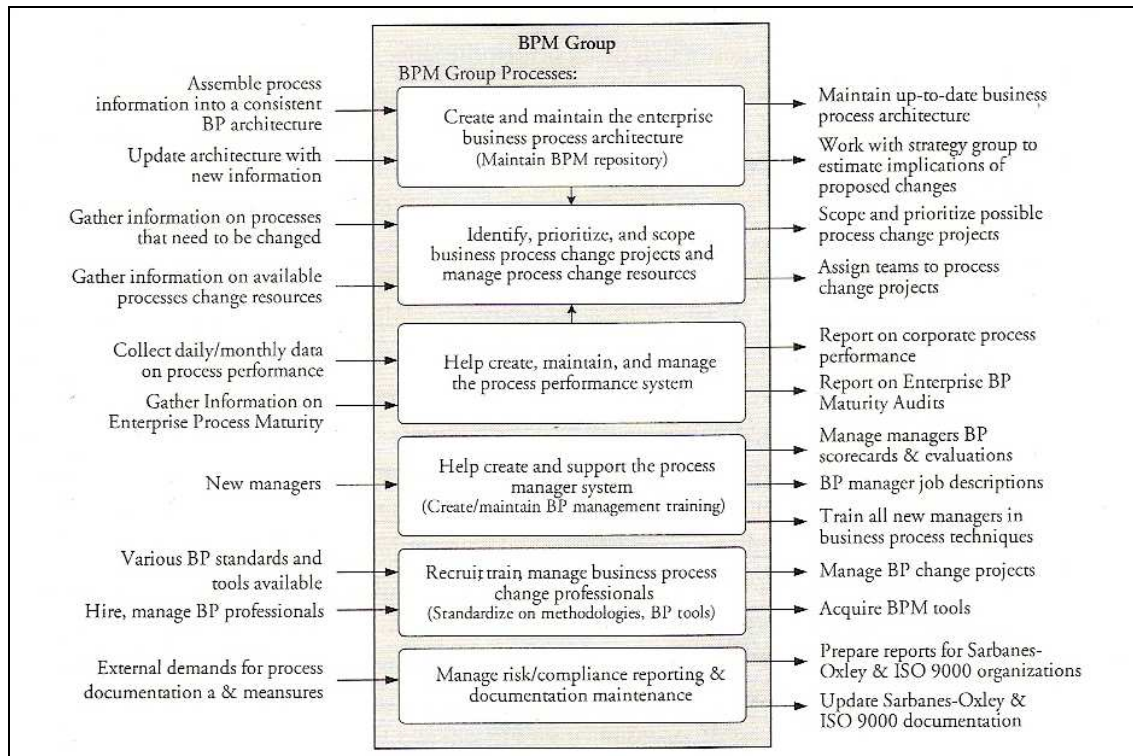 BPM Group
BPM Group Processes:
Assemble process
information into a consistent
BP architecture
Update architecture with
new information
Create and maintain the enterprise
business process architecture
(Maintain BPM repository)
Maintain up-to-date business
process architecture
Work with strategy group to
estimate implications of
proposed changes
Gather information on processes
that need to be changed
Gather information on available
processes change resources
Identify, prioritize, and scope
business process change projects and
manage process change resources
Scope and prioritize possible
process change projects
Assign teams to process
change projects
Collect daily/monthly data
on process performance
Gather Information on
Enterprise Process Maturity
Help create, maintain, and manage
the process performance system
Report on corporate process
performance
Report on Enterprise BP
Maturity Audits
New managers
Help create and support the process
manager system
(Create/maintain BP management training)
Manage managers BP
scorecards & evaluations
BP manager job descriptions
Train all new managers in
business process techniques
Various BP standards and
tools available
Hire, manage BP professionals
Recruit, train, manage business process
change professionals
(Standardize on methodologies, BP tools)
Manage BP change projects
Acquire BPM tools
External demands for process
documentation a & measures
Manage risk/compliance reporting &
documentation maintenance
Prepare reports for Sarbanes-
Oxley & ISO 9000 organizations
Update Sarbanes-Oxley &
ISO 9000 documentation